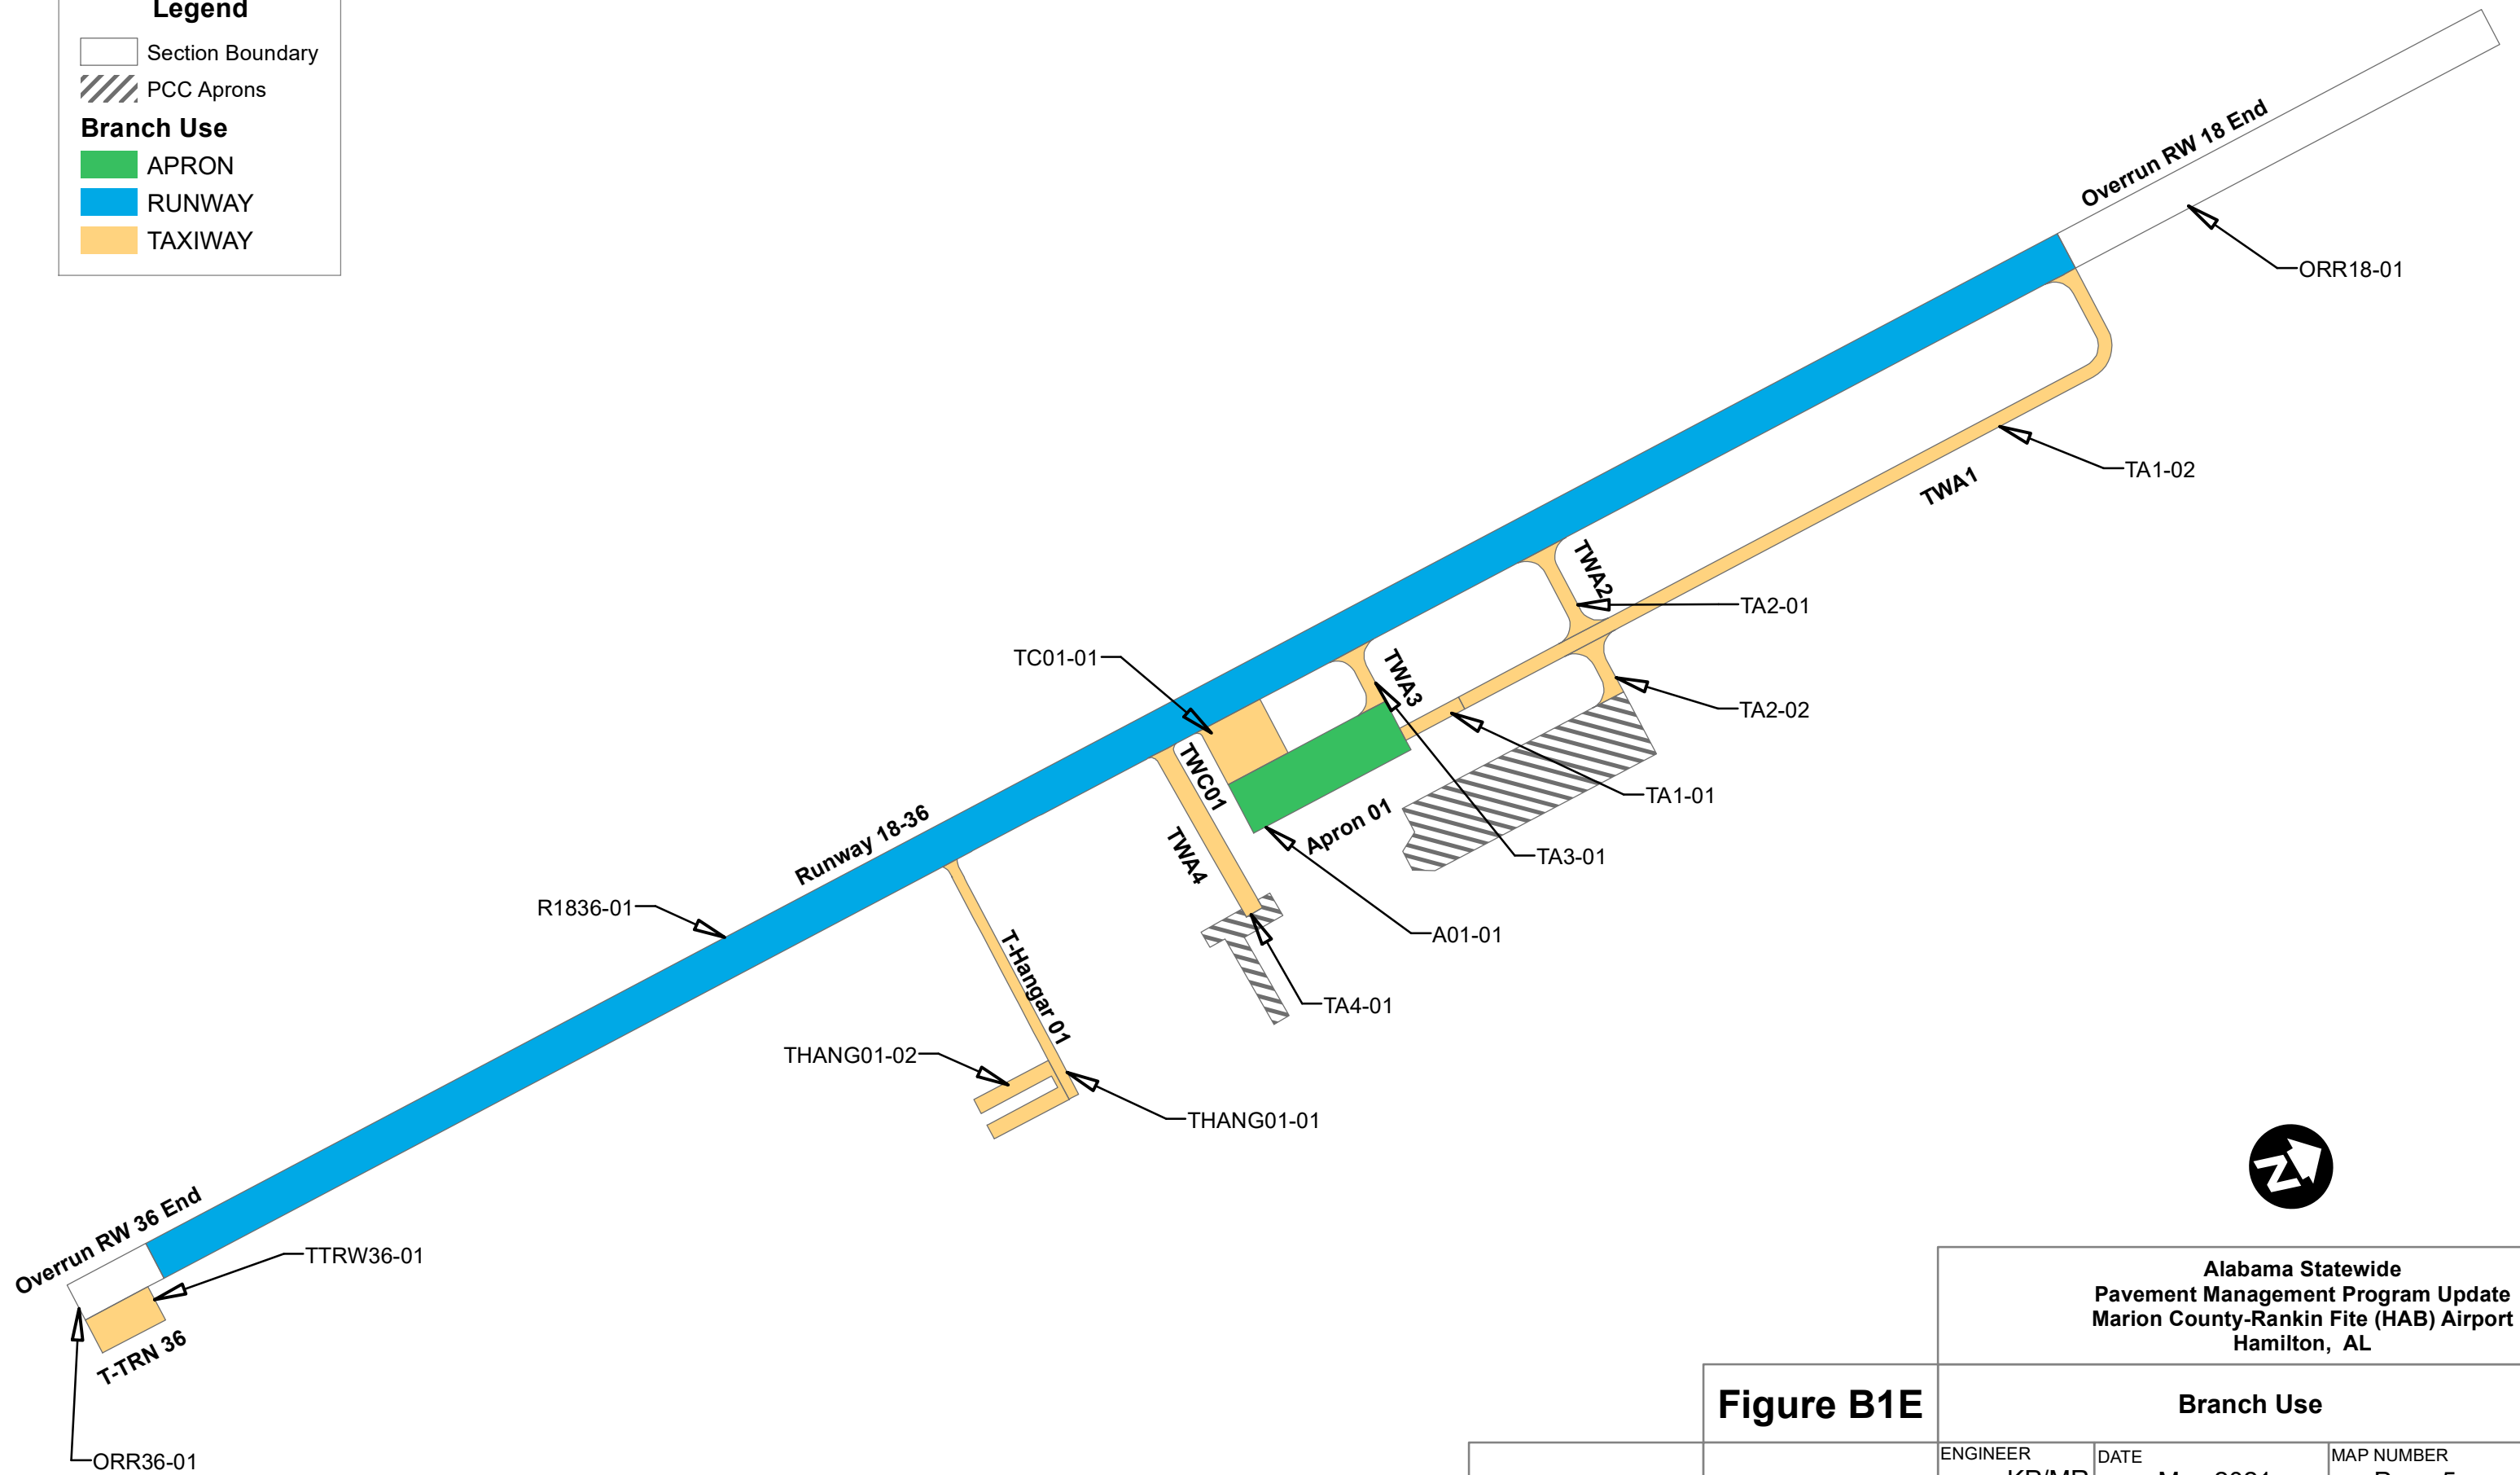 Legend
Section Boundary
PCC Aprons
Branch Use
APRON
RUNWAY
TAXIWAY
Overrun RW 18 End
ORR18-01
TA1-02
TWA1
TWA2
TA2-01
TC01-01
TWA3
TA2-02
TWC01
TA1-01
Apron 01
Runway 18-36
TWA4
TA3-01
R1836-01
A01-01
T-Hangar 01
TA4-01
THANG01-02
THANG01-01
Overrun RW 36 End
TTRW36-01
T-TRN 36
ORR36-01
N
Alabama Statewide
Pavement Management Program Update
Marion County-Rankin Fite (HAB) Airport
Hamilton, AL
Figure B1E
Branch Use
ENGINEER
DATE
MAP NUMBER